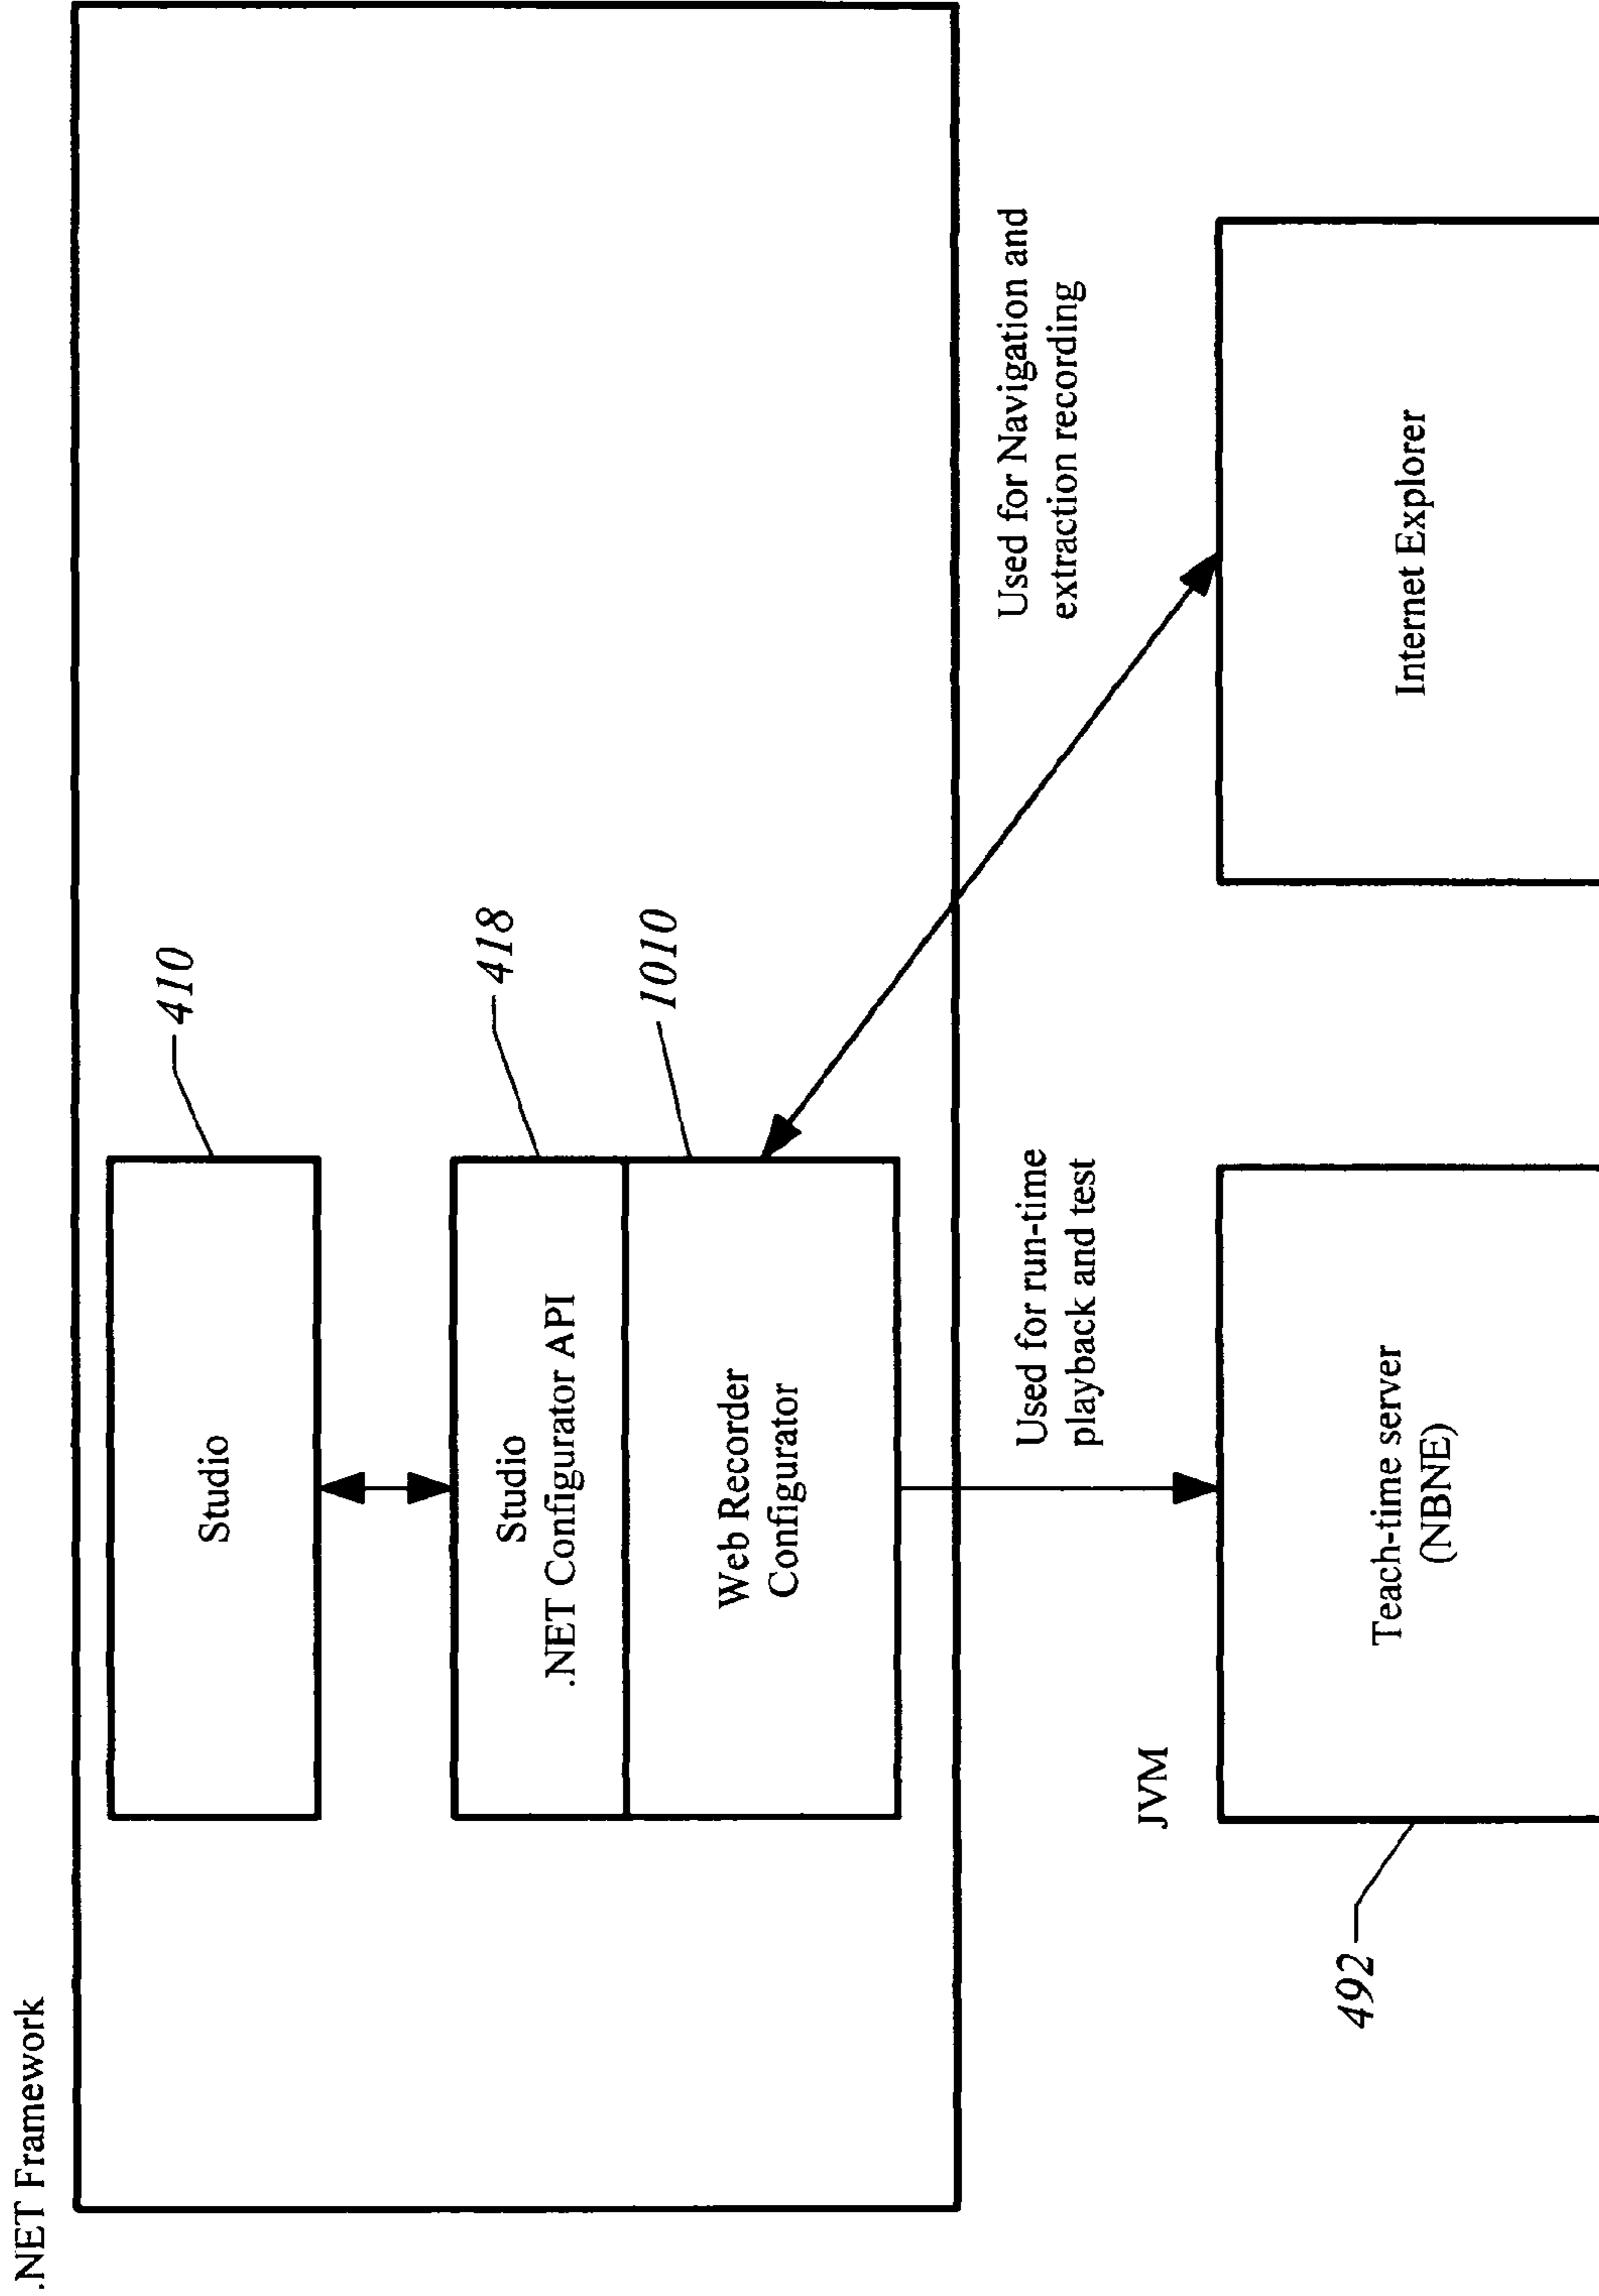 .NET Framework
410
Studio
418
Studio
.NET Configurator API
1010
Web Recorder
Configurator
Used for Navigation and
extraction recording
Used for run-time
playback and test
JVM
Teach-time server
(NBNE)
492
Internet Explorer